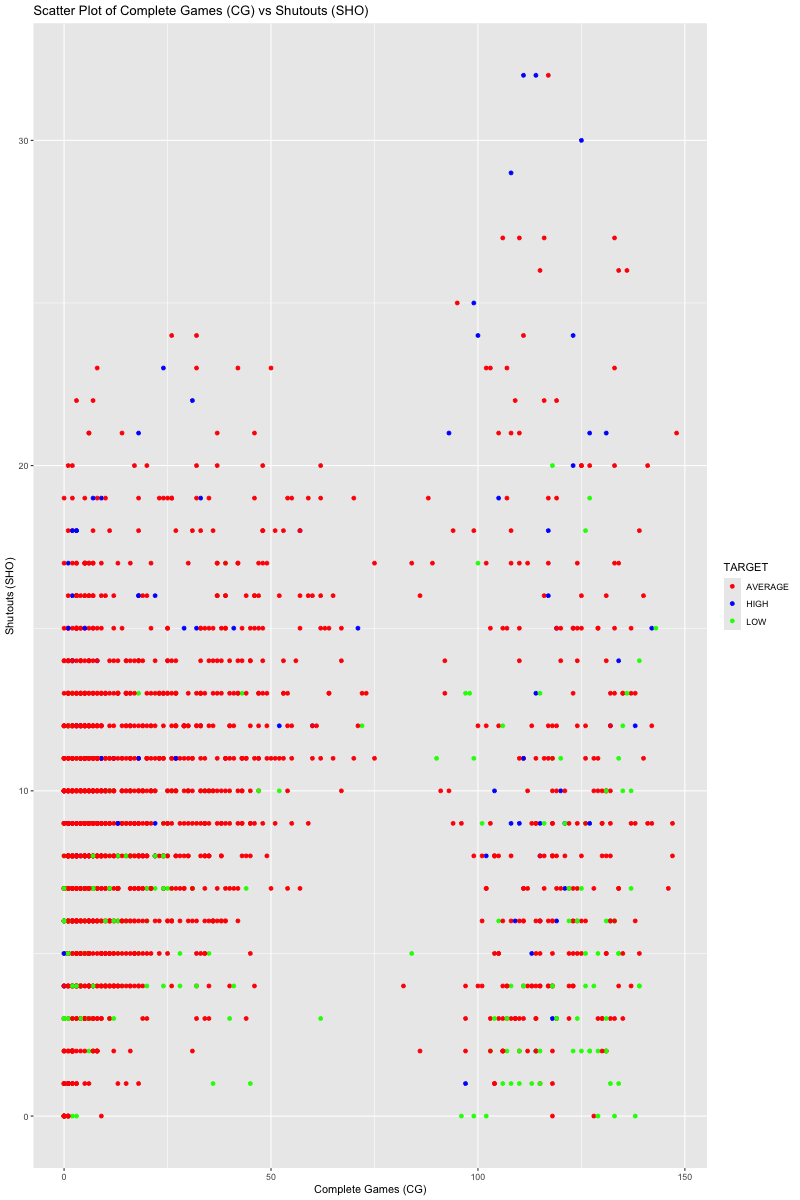 Scatter Plot of Complete Games (CG) vs Shutouts (SHO)
30
20
10
0
Shutouts (SHO)
0
50
100
150
Complete Games (CG)
TARGET
AVERAGE
HIGH
LOW